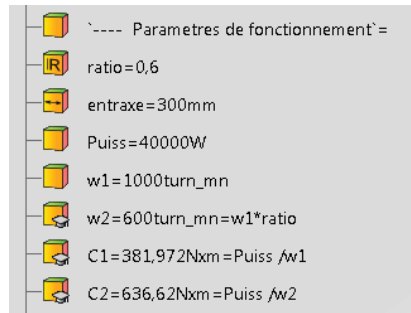 `---- Parametres de fonctionnement`=
R ratio=0,6
entraxe=300mm
Puiss=40000W
w1=1000turn_mn
w2=600turn_mn=w1*ratio
C1=381,972Nxm=Puiss /w1
C2=636,62Nxm=Puiss /w2